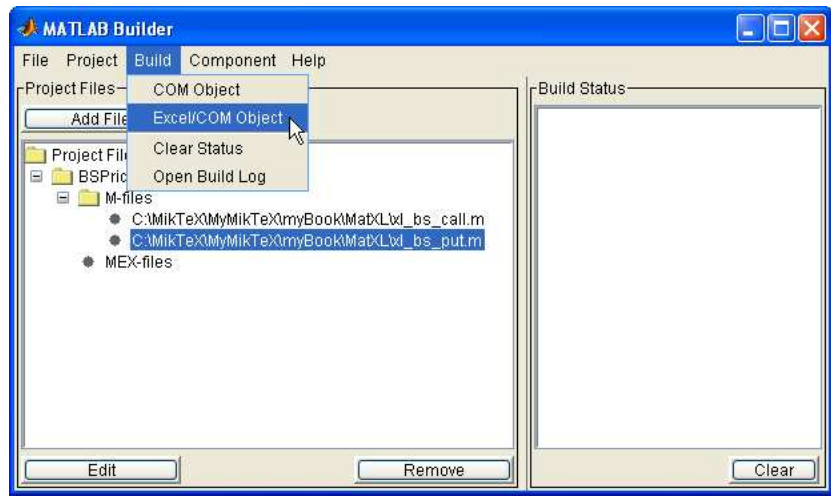 MATLAB Builder
File Project Build Component Help
Project Files
Build Status
COM Object
Add File
Excel/COM Object
Clear Status
Project File
Open Build Log
BSPric
M-files
C:\MikTeX\MyMikTeX\myBook\MatXL\xl_bs_call.m
C:\MikTeX\MyMikTeX\myBook\MatXL\xl_bs_put.m
MEX-files
Edit
Remove
Clear